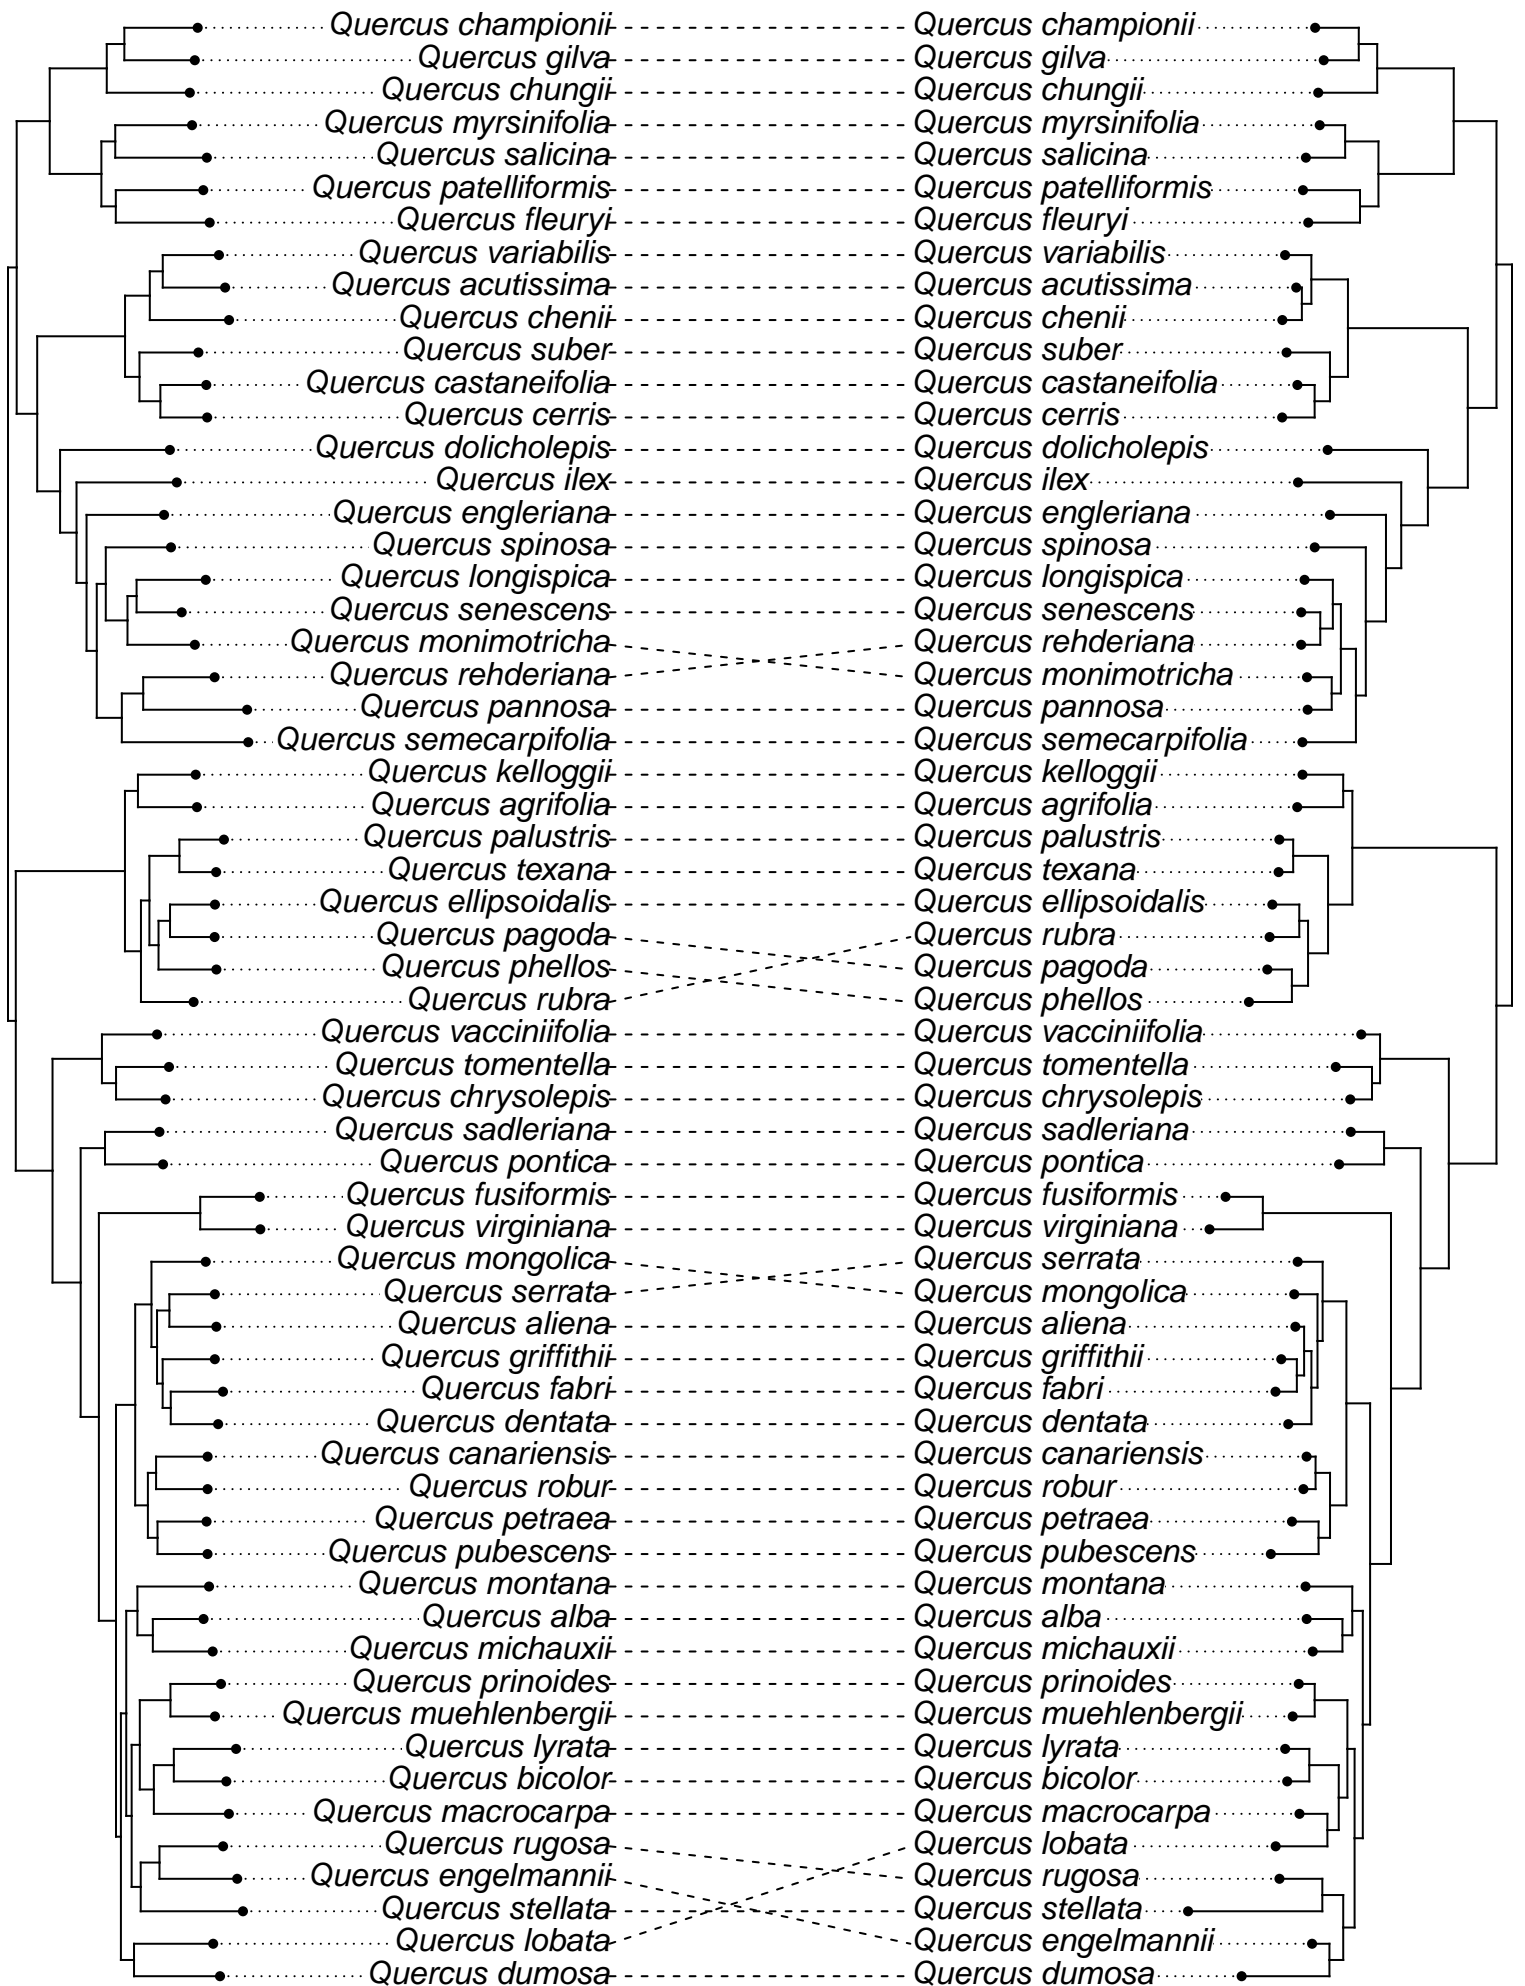 Quercus championii Quercus championii
Quercus gilva Quercus gilva
Quercus chungii Quercus chungii
Quercus myrsinifolia Quercus myrsinifolia
Quercus salicina Quercus salicina
Quercus patelliformis Quercus patelliformis
Quercus fleuryi Quercus fleuryi
Quercus variabilis Quercus variabilis
Quercus acutissima Quercus acutissima
Quercus chenii Quercus chenii
Quercus suber Quercus suber
Quercus castaneifolia Quercus castaneifolia
Quercus cerris Quercus cerris
Quercus dolicholepis Quercus dolicholepis
Quercus ilex Quercus ilex
Quercus engleriana Quercus engleriana
Quercus spinosa Quercus spinosa
Quercus longispica Quercus longispica
Quercus senescens Quercus senescens
Quercus monimotricha Quercus rehderiana
Quercus rehderiana Quercus monimotricha
Quercus pannosa Quercus pannosa
Quercus semecarpifolia Quercus semecarpifolia
Quercus kelloggii Quercus kelloggii
Quercus agrifolia Quercus agrifolia
Quercus palustris Quercus palustris
Quercus texana Quercus texana
Quercus ellipsoidalis Quercus ellipsoidalis
Quercus pagoda Quercus rubra
Quercus phellos Quercus pagoda
Quercus rubra Quercus phellos
Quercus vacciniifolia Quercus vacciniifolia
Quercus tomentella Quercus tomentella
Quercus chrysolepis Quercus chrysolepis
Quercus sadleriana Quercus sadleriana
Quercus pontica Quercus pontica
Quercus fusiformis Quercus fusiformis
Quercus virginiana Quercus virginiana
Quercus mongolica Quercus serrata
Quercus serrata Quercus mongolica
Quercus aliena Quercus aliena
Quercus griffithii Quercus griffithii
Quercus fabri Quercus fabri
Quercus dentata Quercus dentata
Quercus canariensis Quercus canariensis
Quercus robur Quercus robur
Quercus petraea Quercus petraea
Quercus pubescens Quercus pubescens
Quercus montana Quercus montana
Quercus alba Quercus alba
Quercus michauxii Quercus michauxii
Quercus prinoides Quercus prinoides
Quercus muehlenbergii Quercus muehlenbergii
Quercus lyrata Quercus lyrata
Quercus bicolor Quercus bicolor
Quercus macrocarpa Quercus macrocarpa
Quercus rugosa Quercus lobata
Quercus engelmannii Quercus rugosa
Quercus stellata Quercus stellata
Quercus lobata Quercus engelmannii
Quercus dumosa Quercus dumosa